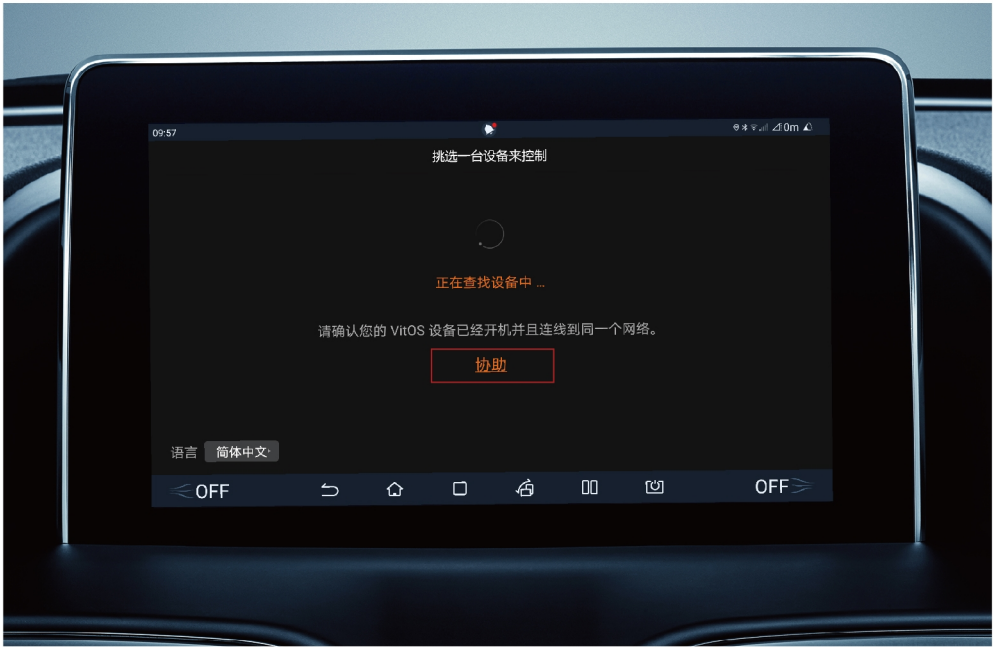 09:57
0m
挑选一台设备来控制
正在查找设备中 ...
请确认您的 VitOS 设备已经开机并且连线到同一个网络。
协助
语言 简体中文
OFF OFF